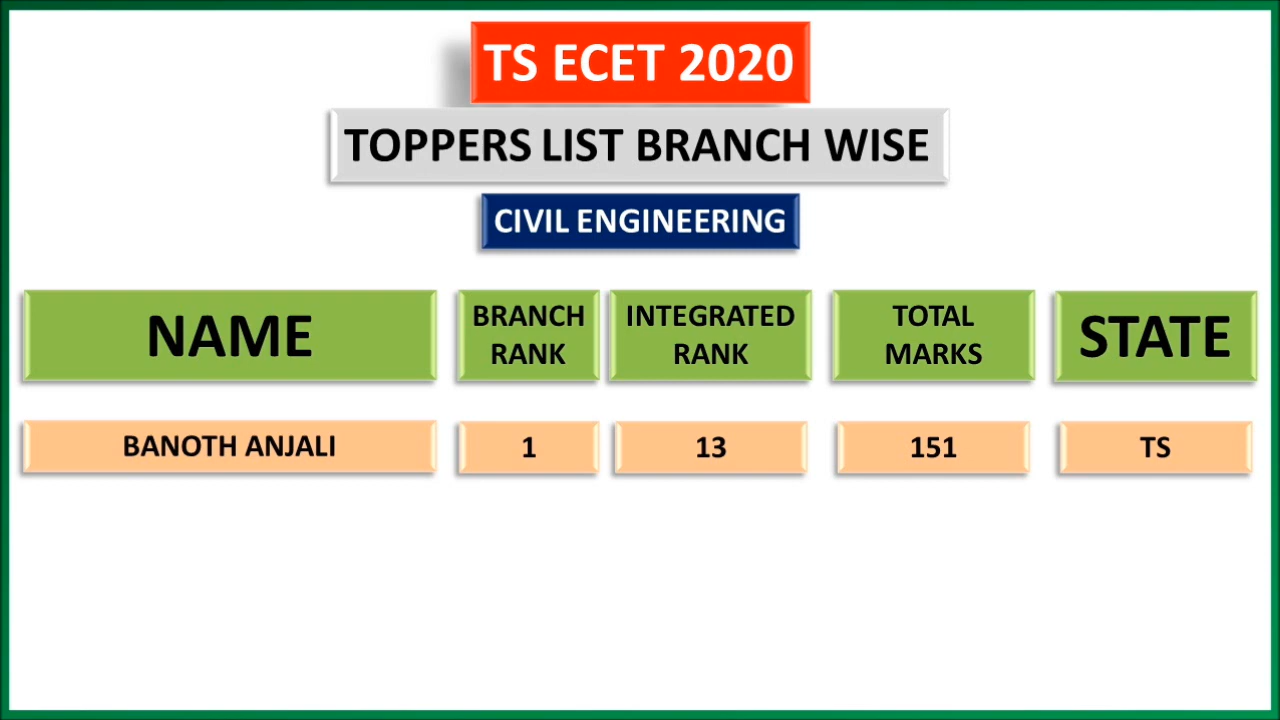 TS ECET 2020
TOPPERS LIST BRANCH WISE
CIVIL ENGINEERING
NAME
BRANCH
RANK
INTEGRATED
RANK
TOTAL
MARKS
STATE
BANOTH ANJALI
1
13
151
TS